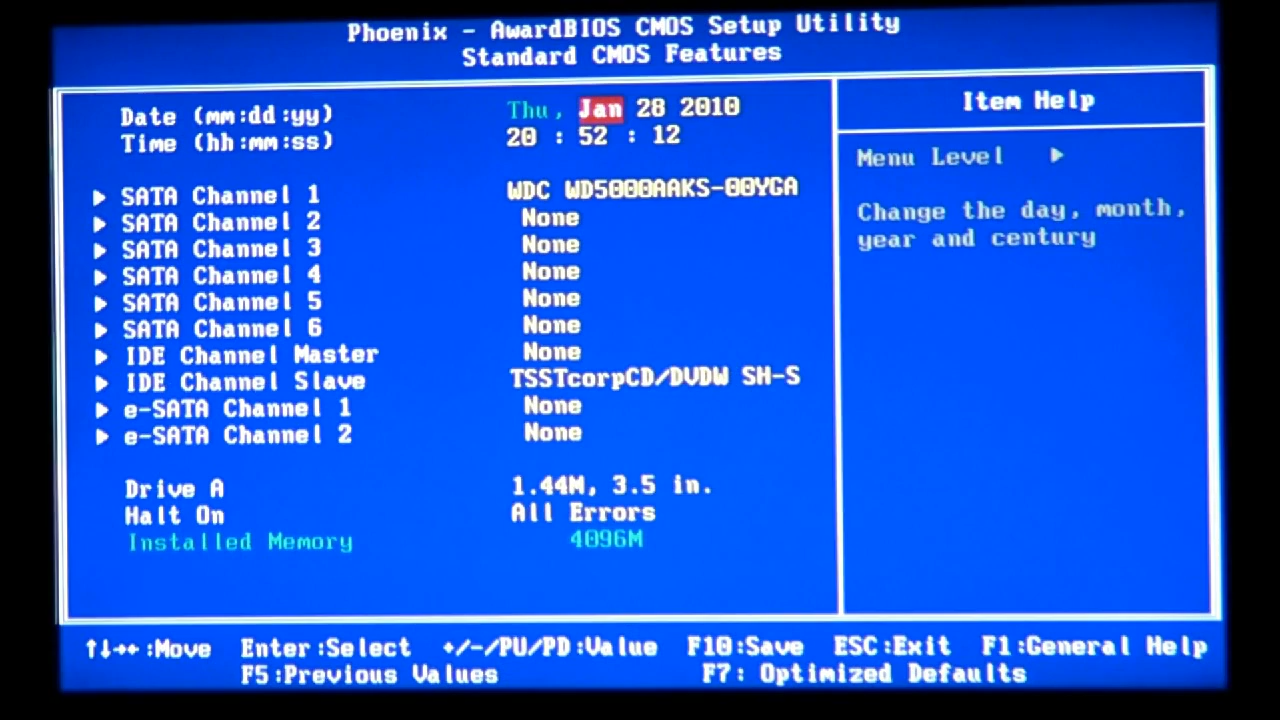 Phoenix - AwardBIOS CMOS Setup Utility
Standard CMOS Features
Date (mm:dd:yy) Thu, Jan 28 2010
Time (hh:mm:ss) 20 : 52 : 12
SATA Channel 1 WDC WD5000AAKS-00YGA
SATA Channel 2 None
SATA Channel 3 None
SATA Channel 4 None
SATA Channel 5 None
SATA Channel 6 None
IDE Channel Master None
IDE Channel Slave TSSTcorpCD/DVDW SH-S
e-SATA Channel 1 None
e-SATA Channel 2 None
Drive A 1.44M, 3.5 in.
Halt On All Errors
Installed Memory 4096M
Item Help
Menu Level ▶
Change the day, month,
year and century
↑↓→←:Move Enter:Select +/-/PU/PD:Value F10:Save ESC:Exit F1:General Help
F5:Previous Values F7: Optimized Defaults